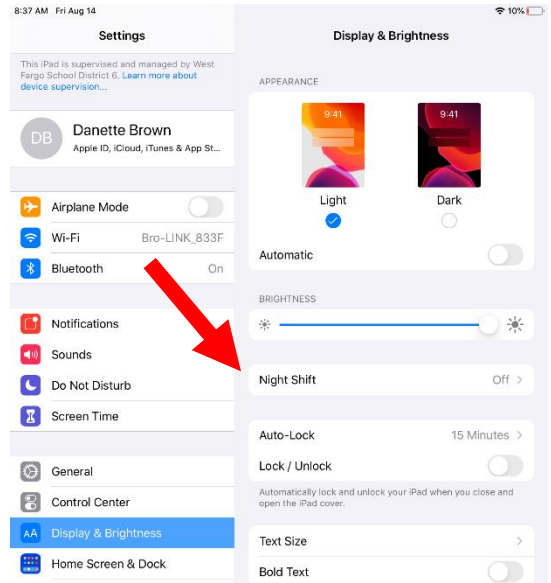 8:37 AM Fri Aug 14
10%
Settings
This iPad is supervised and managed by West
Fargo School District 6. Learn more about
device supervision...
DB
Danette Brown
Apple ID, iCloud, iTunes & App St...
Airplane Mode
Wi-Fi Bro-LINK_833F
Bluetooth On
Notifications
Sounds
Do Not Disturb
Screen Time
General
Control Center
AA Display & Brightness
Home Screen & Dock
Display & Brightness
APPEARANCE
9:41 9:41
Light Dark
Automatic
BRIGHTNESS
Night Shift Off >
Auto-Lock 15 Minutes >
Lock / Unlock
Automatically lock and unlock your iPad when you close and
open the iPad cover.
Text Size >
Bold Text